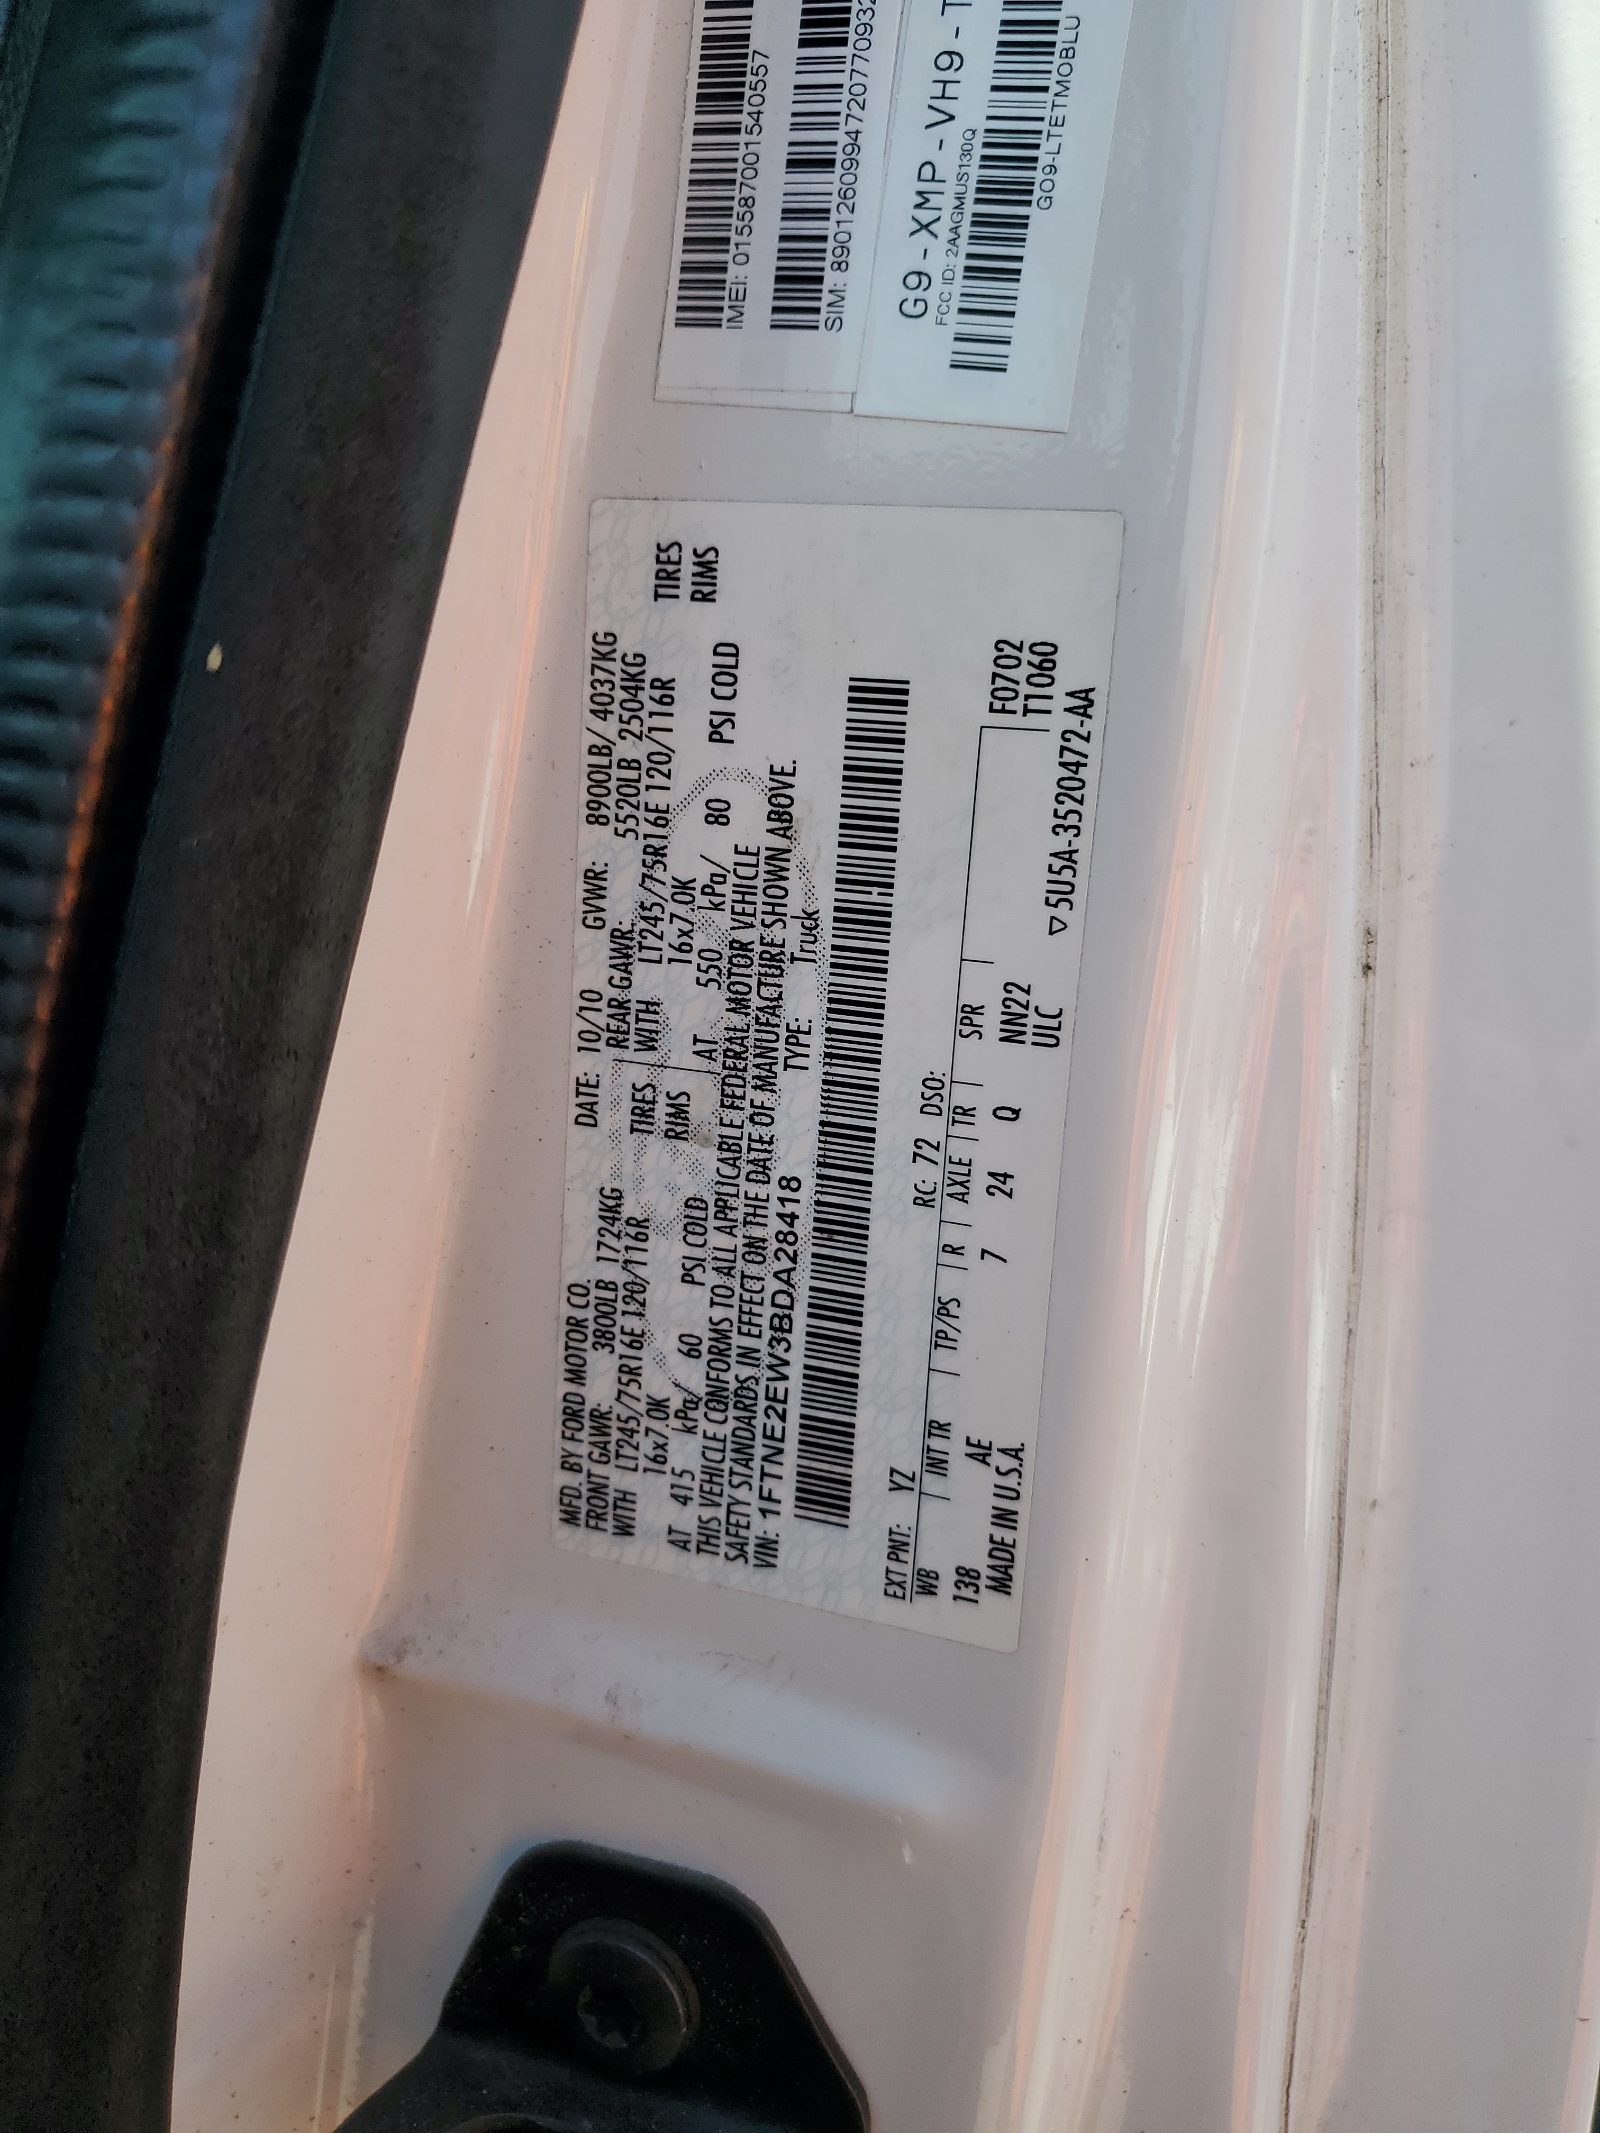 IMEI: 015587001540557
SIM: 8901260994720770932
G9-XMP-VH9-T
FCC ID: 2AAGMUS130Q
GO9-LTETMOBLU
MFD. BY FORD MOTOR CO. DATE: 10/10 GVWR: 8900LB/ 4037KG
FRONT GAWR: 3800LB 1724KG REAR GAWR: 5520LB 2504KG
WITH LT245/75R16E 120/116R TIRES WITH LT245/75R16E 120/116R TIRES
16x7.0K RIMS 16x7.0K RIMS
AT 415 kPa/ 60 PSI COLD AT 550 kPa/ 80 PSI COLD
THIS VEHICLE CONFORMS TO ALL APPLICABLE FEDERAL MOTOR VEHICLE
SAFETY STANDARDS IN EFFECT ON THE DATE OF MANUFACTURE SHOWN ABOVE.
VIN: 1FTNE2EW3BDA28418 TYPE: Truck
EXT PNT: YZ RC: 72 DSO:
WB | INT TR | TP/PS | R | AXLE | TR | SPR | F0702
138 AE 7 24 Q NN22 T1060
MADE IN U.S.A. ULC ▽5U5A-3520472-AA